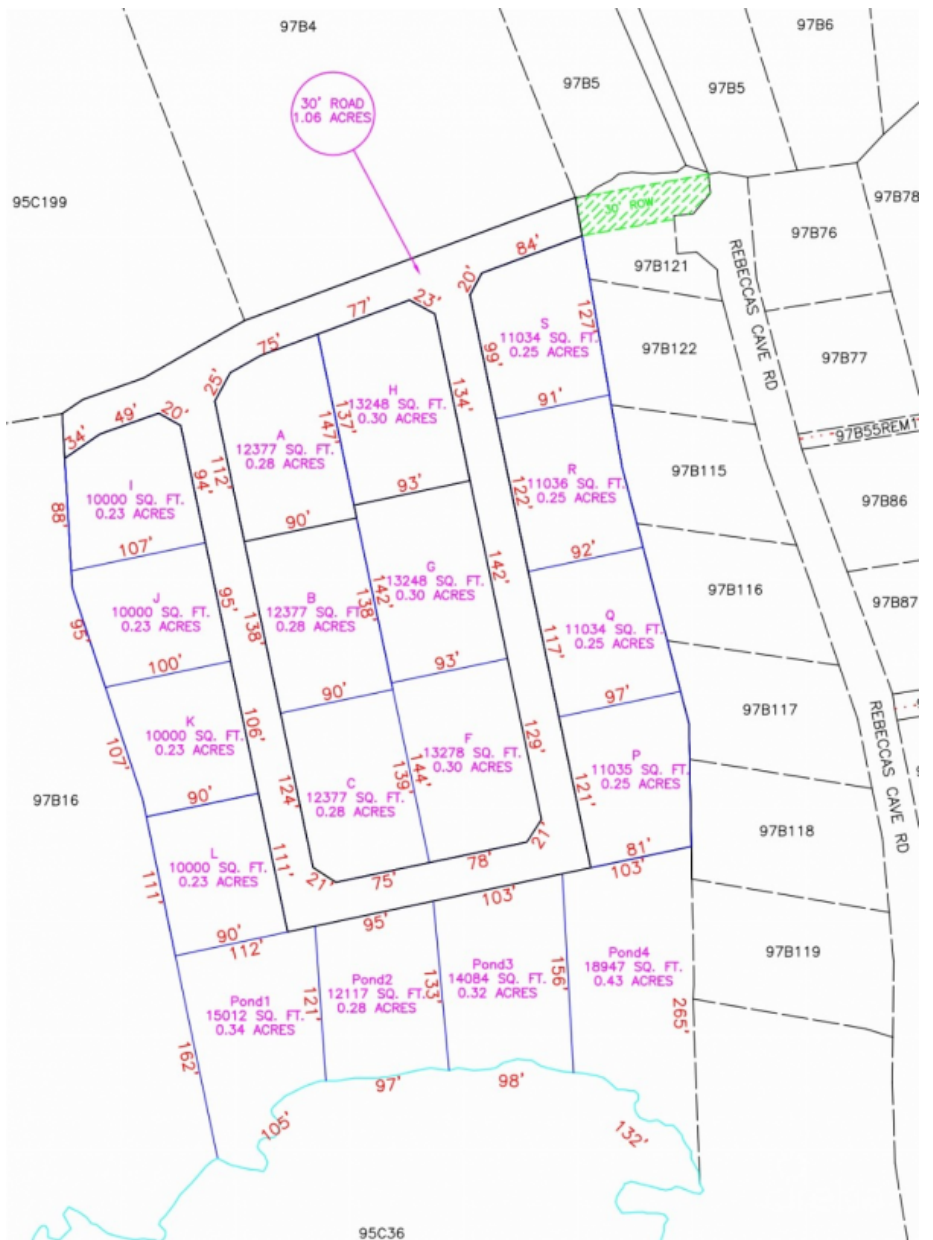 97B4
97B6
97B5
97B5
30' ROAD
1.06 ACRES
95C199
97B78
30' ROW
97B76
REBECCAS CAVE RD
84'
20'
97B121
77'
23'
75'
127'
S
11034 SQ. FT.
0.25 ACRES
97B122
97B77
99'
25'
H
13248 SQ. FT.
0.30 ACRES
134'
91'
49'
20'
34'
137'
147'
A
12377 SQ. FT.
0.28 ACRES
97B55REM1
I
10000 SQ. FT.
0.23 ACRES
94'
112'
R
11036 SQ. FT.
0.25 ACRES
97B115
88'
93'
122'
97B86
90'
107'
92'
G
13248 SQ. FT.
0.30 ACRES
142'
142'
138'
97B116
J
10000 SQ. FT.
0.23 ACRES
95'
B
12377 SQ. FT.
0.28 ACRES
138'
97B87
95'
Q
11034 SQ. FT.
0.25 ACRES
117'
100'
93'
90'
97'
97B117
REBECCAS CAVE RD
K
10000 SQ. FT.
0.23 ACRES
106'
F
13278 SQ. FT.
0.30 ACRES
129'
P
11035 SQ. FT.
0.25 ACRES
107'
144'
139'
C
12377 SQ. FT.
0.28 ACRES
124'
121'
97B16
90'
97B118
L
10000 SQ. FT.
0.23 ACRES
111'
21'
81'
103'
78'
75'
21'
111'
103'
95'
90'
112'
97B119
Pond1
15012 SQ. FT.
0.34 ACRES
121'
Pond2
12117 SQ. FT.
0.28 ACRES
133'
Pond3
14084 SQ. FT.
0.32 ACRES
156'
Pond4
18947 SQ. FT.
0.43 ACRES
265'
162'
97'
98'
105'
132'
95C36